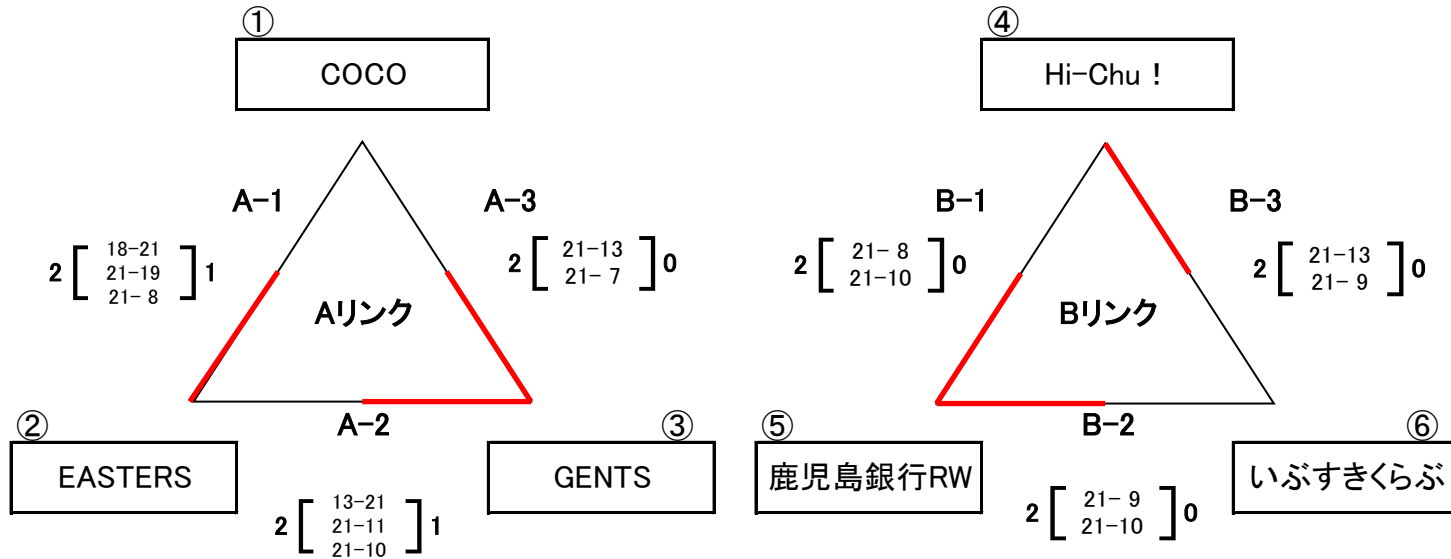 ① ④
COCO Hi-Chu！
A-1 A-3 B-1 B-3
2 [ 18-21 21-19 21- 8 ] 1
2 [ 21-13 21- 7 ] 0
2 [ 21- 8 21-10 ] 0
2 [ 21-13 21- 9 ] 0
Aリンク Bリンク
A-2 B-2
② ③ ⑤ ⑥
EASTERS GENTS 鹿児島銀行RW いぶすきくらぶ
2 [ 13-21 21-11 21-10 ] 1
2 [ 21- 9 21-10 ] 0